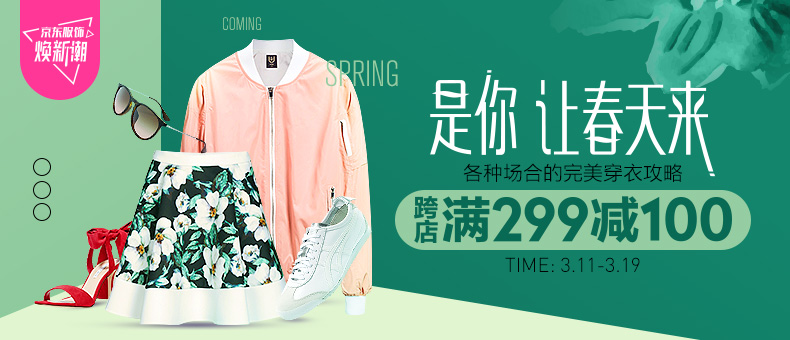 京东服饰
焕新潮
COMING
SPRING
是你 让春天来
各种场合的完美穿衣攻略
跨店满299减100
TIME: 3.11-3.19